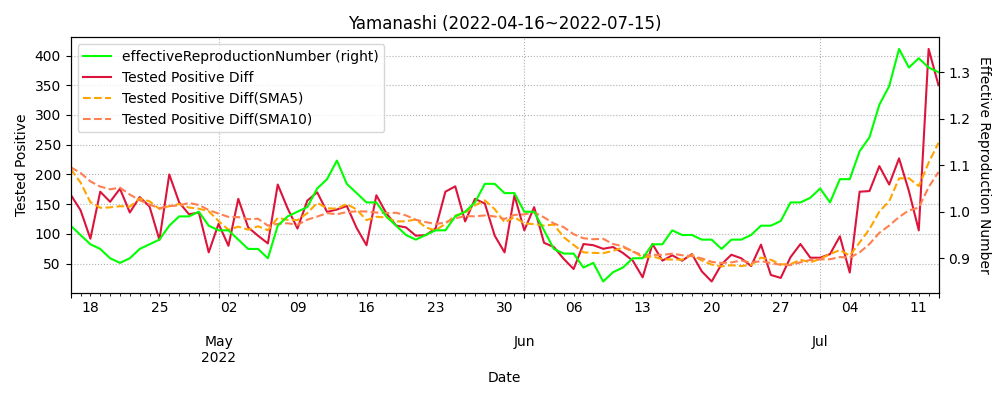 Yamanashi (2022-04-16~2022-07-15)
effectiveReproductionNumber (right)
Tested Positive Diff
Tested Positive Diff(SMA5)
Tested Positive Diff(SMA10)
Tested Positive
400
350
300
250
200
150
100
50
Effective Reproduction Number
1.3
1.2
1.1
1.0
0.9
18 25 02 09 16 23 30 06 13 20 27 04 11
May Jun Jul
2022
Date